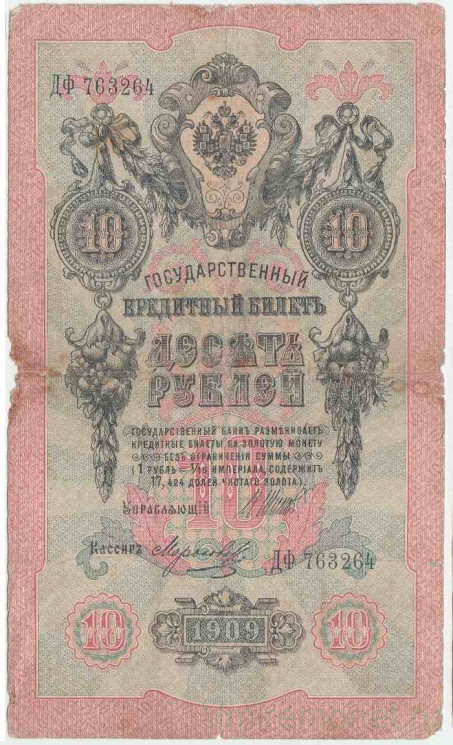 ДФ 763264
10 10
ГОСУДАРСТВЕННЫЙ
КРЕДИТНЫЙ БИЛЕТЪ
ДЕСЯТЬ
РУБЛЕЙ
ГОСУДАРСТВЕННЫЙ БАНКЪ РАЗМѢНИВАЕТЪ
КРЕДИТНЫЕ БИЛЕТЫ НА ЗОЛОТУЮ МОНЕТУ
БЕЗЪ ОГРАНИЧЕНІЯ СУММЫ
(1 РУБЛЬ = 1/15 ИМПЕРІАЛА, СОДЕРЖИТЪ
17,424 ДОЛЕЙ ЧИСТАГО ЗОЛОТА).
10
УПРАВЛЯЮЩІЙ
Кассиръ
ДФ 763264
10 1909 10